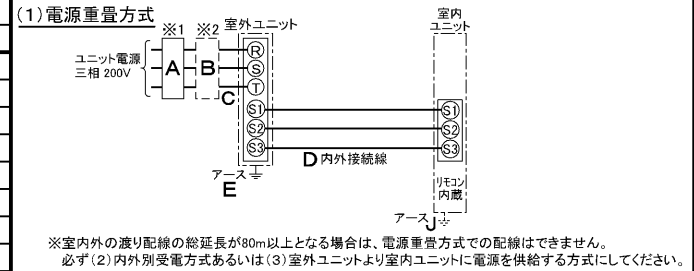 (1)電源重畳方式
※1 ※2 室外ユニット 室内ユニット
ユニット電源
三相 200V
A B
C
R
S
T
S1 S1
S2 S2
S3 S3
D 内外接続線
アース
E
リモコン
内蔵
アース J
※室内外の渡り配線の総延長が80m以上となる場合は、電源重畳方式での配線はできません。
必ず(2)内外別受電方式あるいは(3)室外ユニットより室内ユニットに電源を供給する方式にしてください。